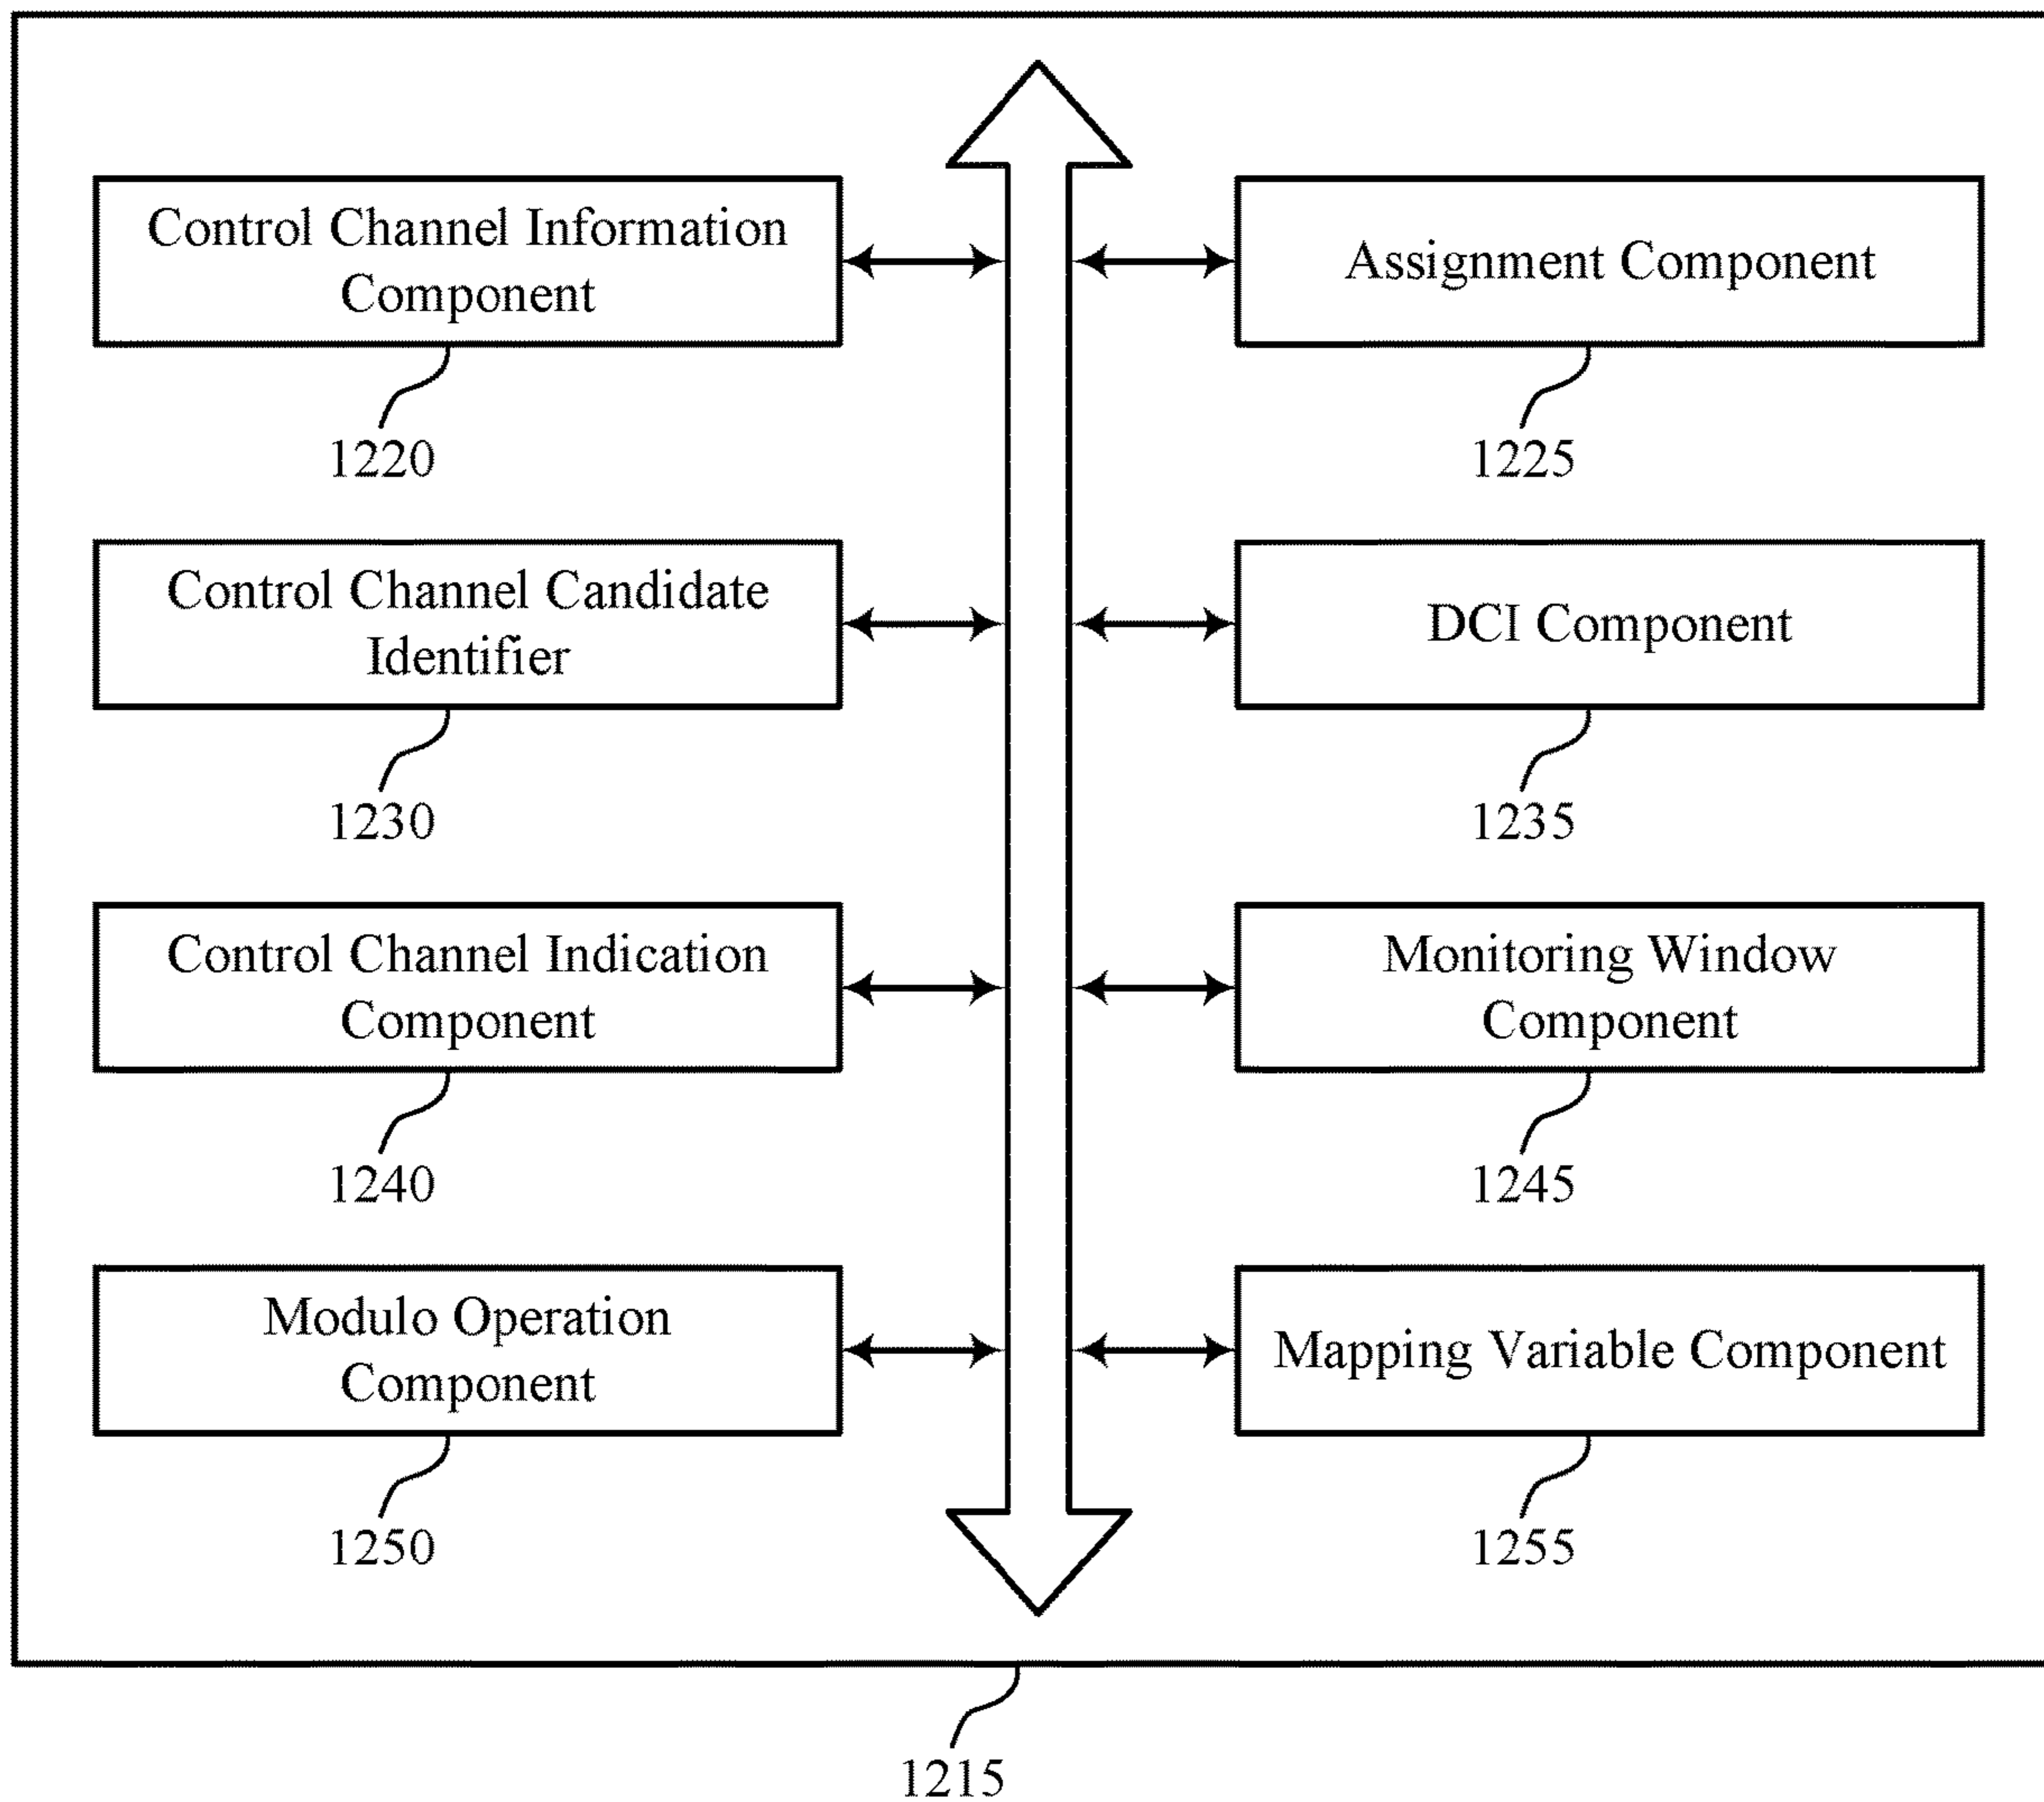 Control Channel Information
Component
1220
Assignment Component
1225
Control Channel Candidate
Identifier
1230
DCI Component
1235
Control Channel Indication
Component
1240
Monitoring Window
Component
1245
Modulo Operation
Component
1250
Mapping Variable Component
1255
1215